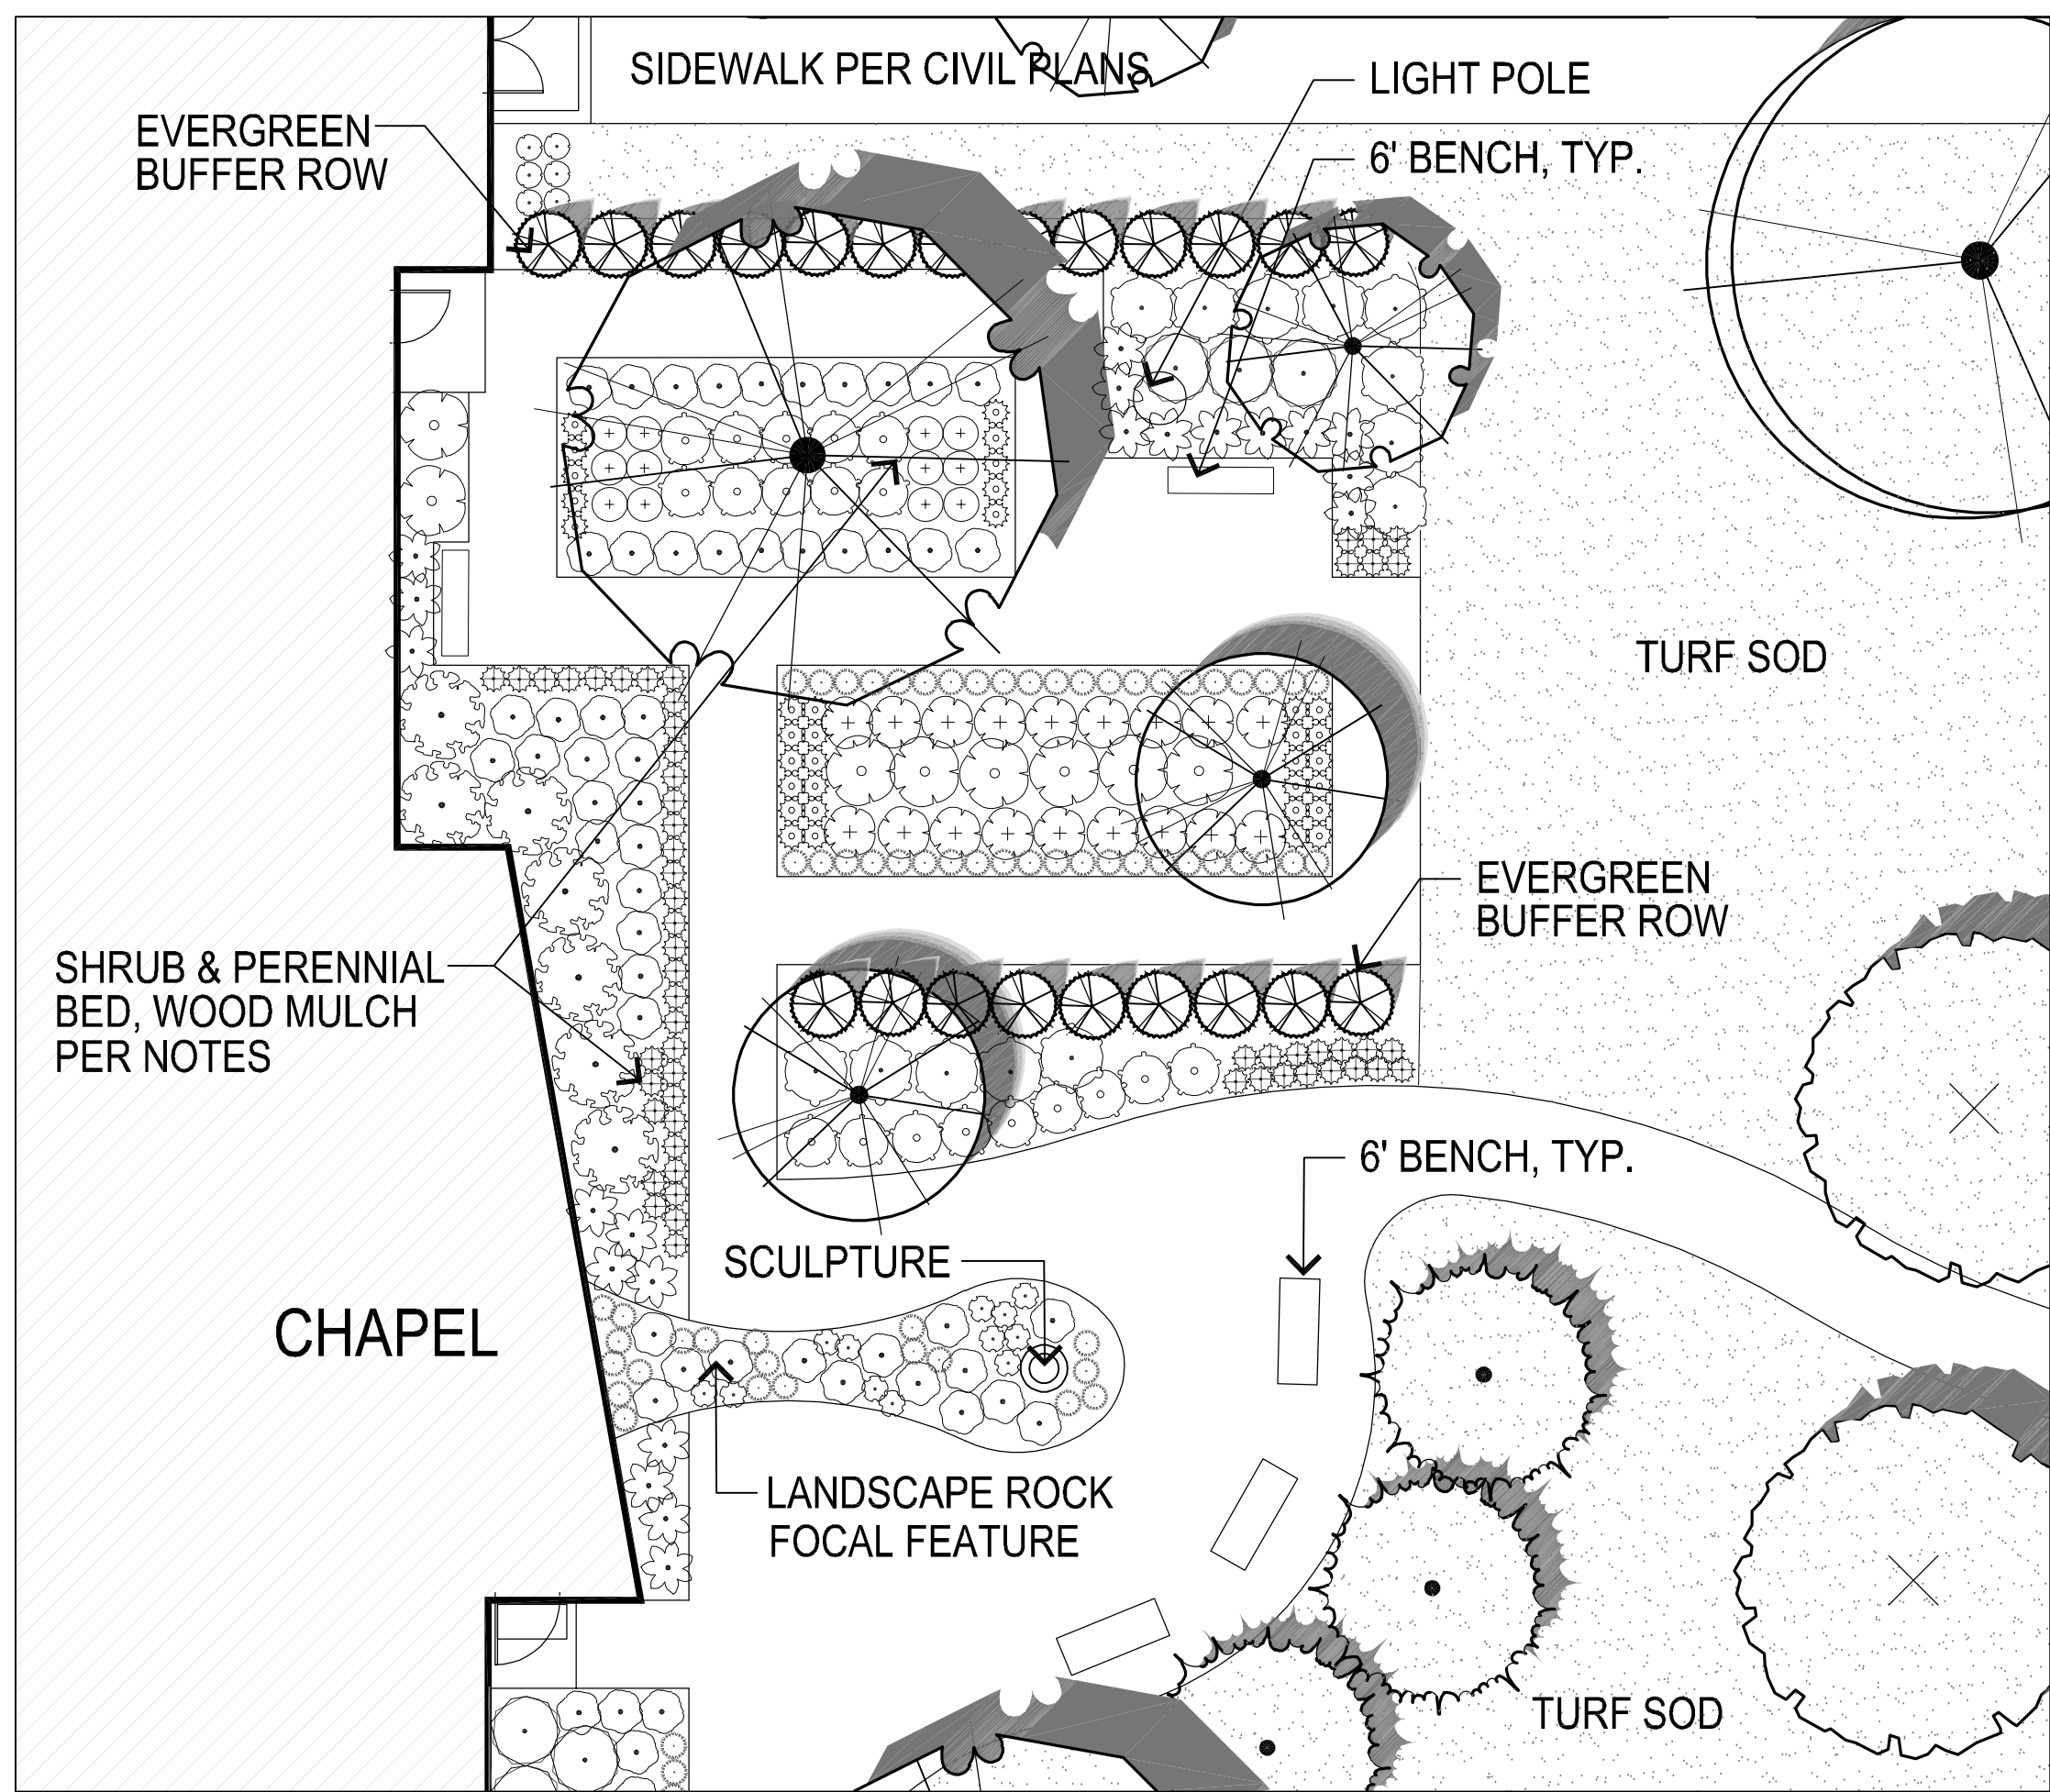 SIDEWALK PER CIVIL PLANS
LIGHT POLE
EVERGREEN
BUFFER ROW
6' BENCH, TYP.
TURF SOD
EVERGREEN
BUFFER ROW
SHRUB & PERENNIAL
BED, WOOD MULCH
PER NOTES
6' BENCH, TYP.
SCULPTURE
CHAPEL
LANDSCAPE ROCK
FOCAL FEATURE
TURF SOD